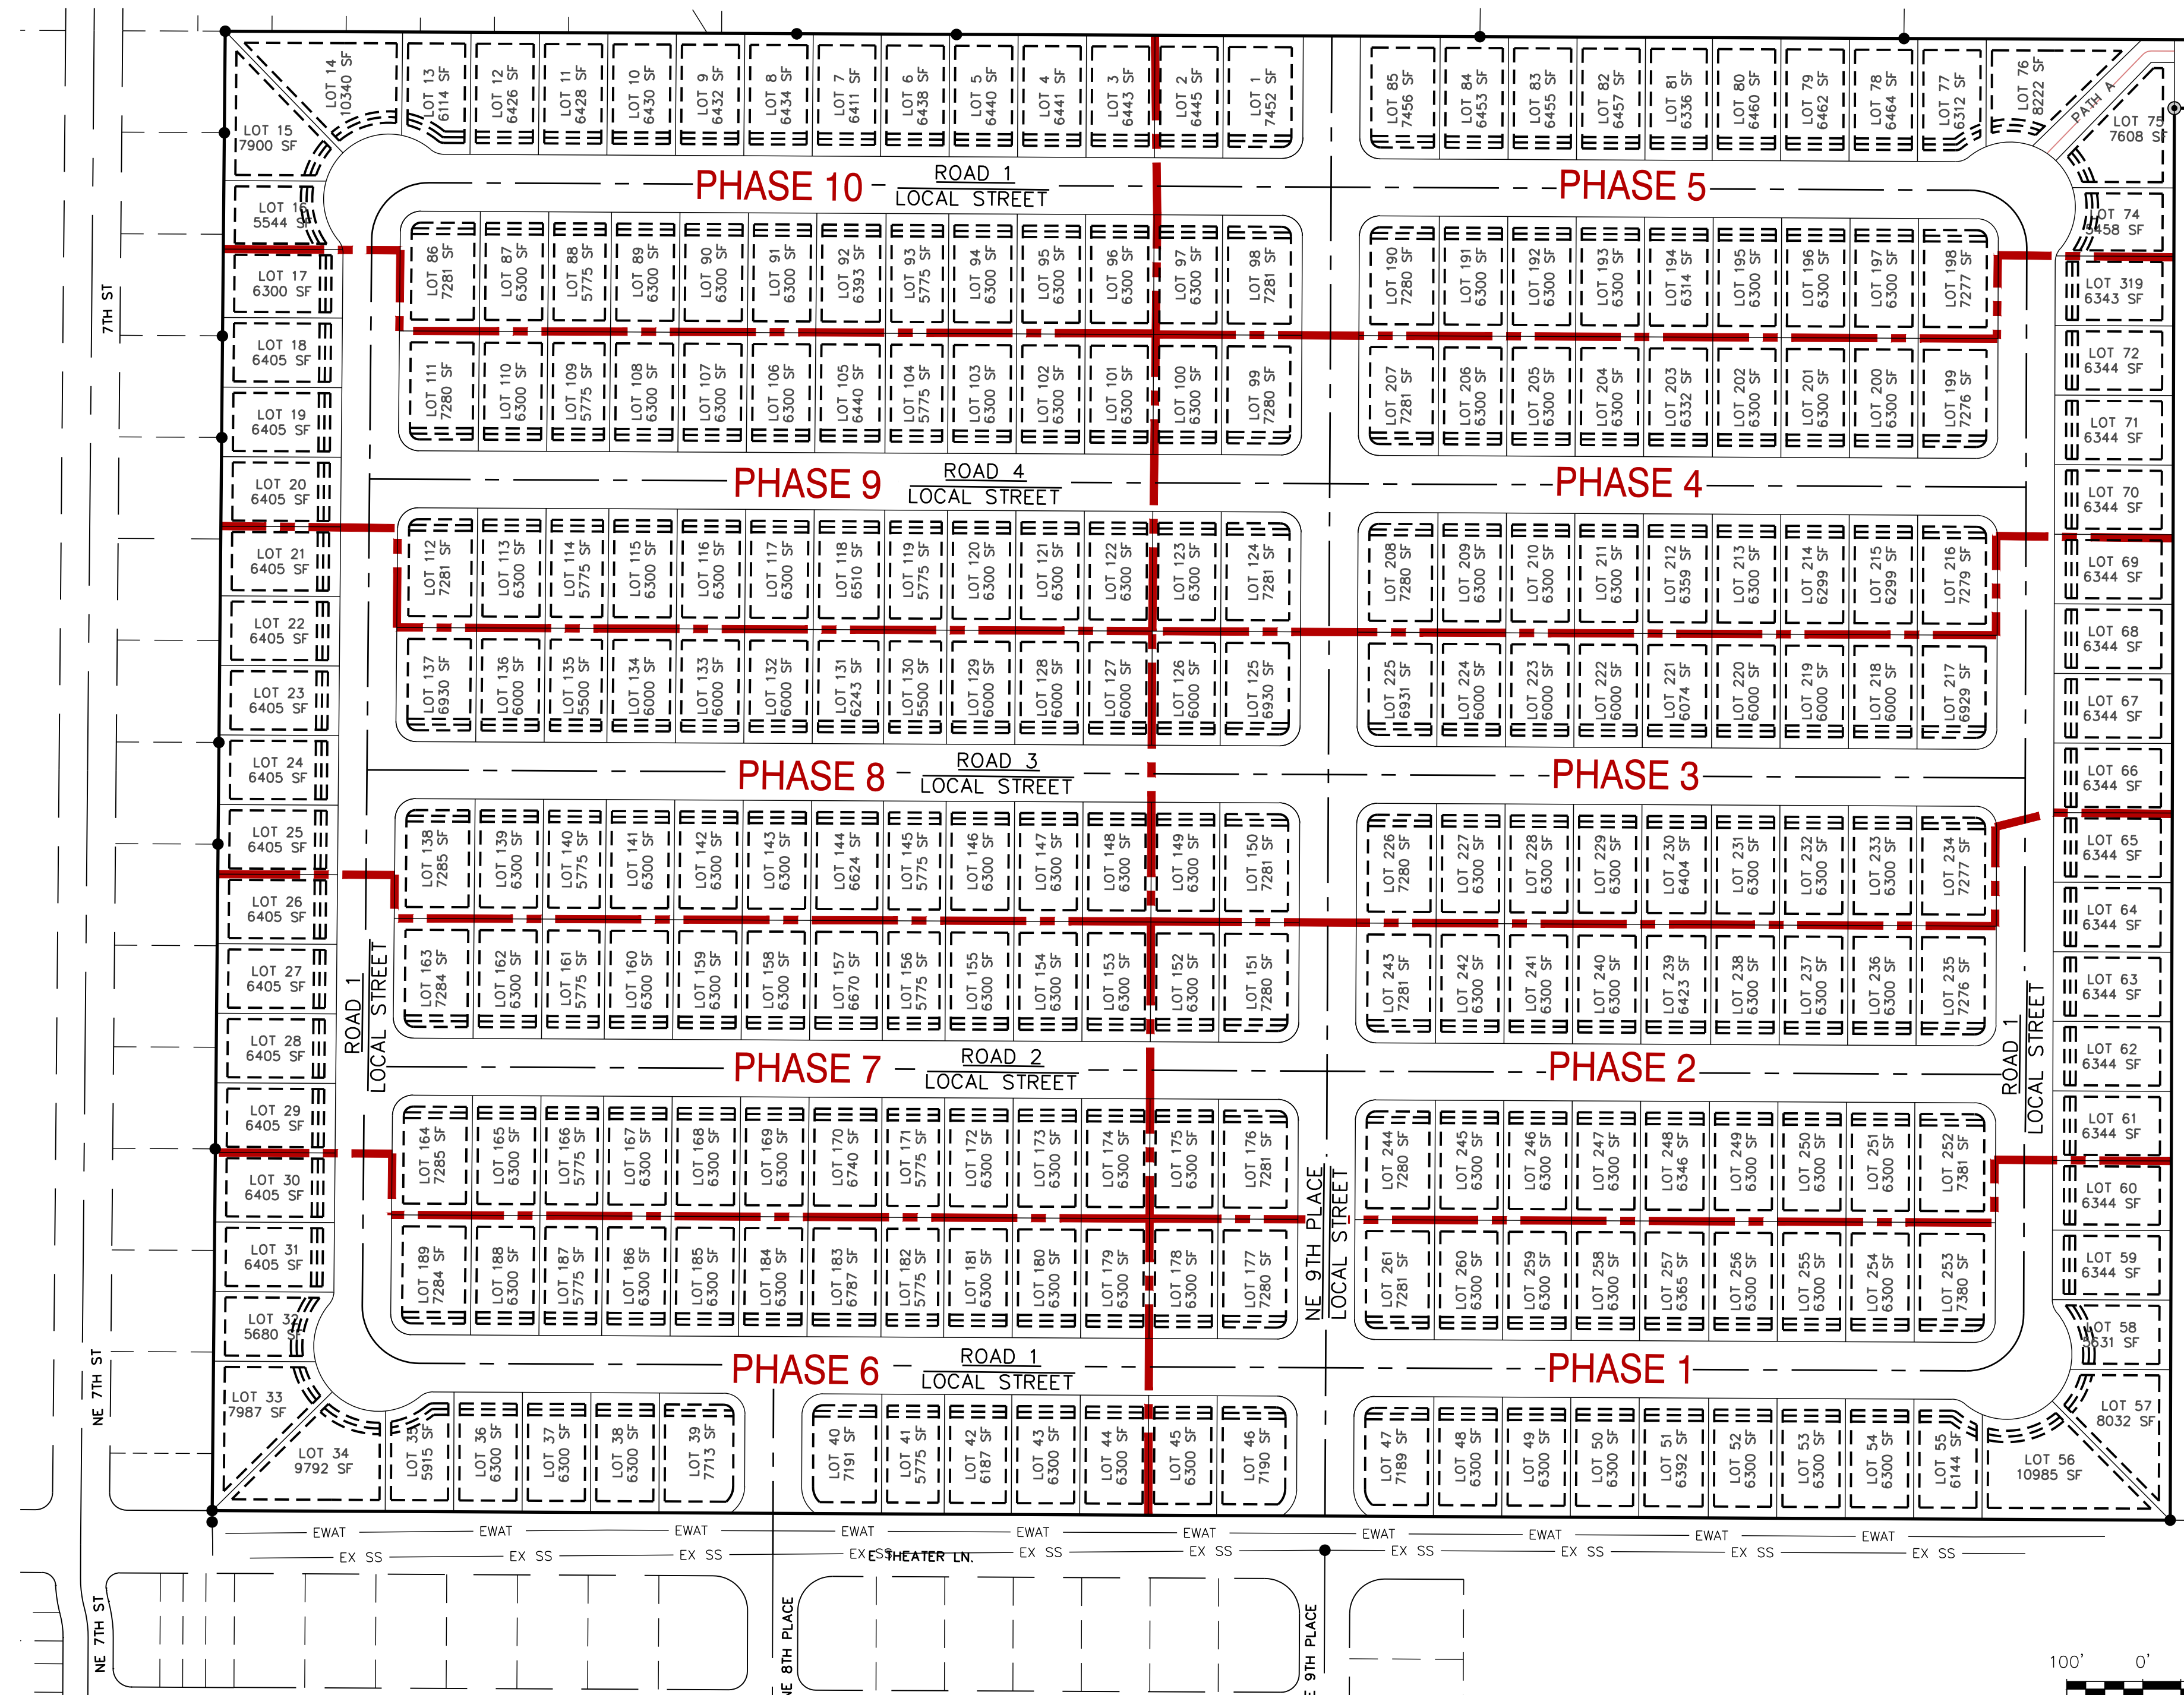 LOT 14
10340 SF
LOT 13
6114 SF
LOT 12
6426 SF
LOT 11
6428 SF
LOT 10
6430 SF
LOT 9
6432 SF
LOT 8
6434 SF
LOT 7
6411 SF
LOT 6
6438 SF
LOT 5
6440 SF
LOT 4
6441 SF
LOT 3
6443 SF
LOT 2
6445 SF
LOT 1
7452 SF
LOT 85
7456 SF
LOT 84
6453 SF
LOT 83
6455 SF
LOT 82
6457 SF
LOT 81
6336 SF
LOT 80
6460 SF
LOT 79
6462 SF
LOT 78
6464 SF
LOT 77
6312 SF
LOT 76
8222 SF
PATH A
LOT 75
7608 SF
LOT 15
7900 SF
PHASE 10
ROAD 1
LOCAL STREET
PHASE 5
LOT 16
5544 SF
LOT 74
5458 SF
7TH ST
LOT 17
6300 SF
LOT 86
7281 SF
LOT 87
6300 SF
LOT 88
5775 SF
LOT 89
6300 SF
LOT 90
6300 SF
LOT 91
6300 SF
LOT 92
6393 SF
LOT 93
5775 SF
LOT 94
6300 SF
LOT 95
6300 SF
LOT 96
6300 SF
LOT 97
6300 SF
LOT 98
7281 SF
LOT 190
7280 SF
LOT 191
6300 SF
LOT 192
6300 SF
LOT 193
6300 SF
LOT 194
6314 SF
LOT 195
6300 SF
LOT 196
6300 SF
LOT 197
6300 SF
LOT 198
7277 SF
LOT 319
6343 SF
LOT 18
6405 SF
LOT 72
6344 SF
LOT 19
6405 SF
LOT 111
7280 SF
LOT 110
6300 SF
LOT 109
5775 SF
LOT 108
6300 SF
LOT 107
6300 SF
LOT 106
6300 SF
LOT 105
6440 SF
LOT 104
5775 SF
LOT 103
6300 SF
LOT 102
6300 SF
LOT 101
6300 SF
LOT 100
6300 SF
LOT 99
7280 SF
LOT 207
7281 SF
LOT 206
6300 SF
LOT 205
6300 SF
LOT 204
6300 SF
LOT 203
6332 SF
LOT 202
6300 SF
LOT 201
6300 SF
LOT 200
6300 SF
LOT 199
7276 SF
LOT 71
6344 SF
LOT 20
6405 SF
PHASE 9
ROAD 4
LOCAL STREET
PHASE 4
LOT 70
6344 SF
LOT 21
6405 SF
LOT 112
7281 SF
LOT 113
6300 SF
LOT 114
5775 SF
LOT 115
6300 SF
LOT 116
6300 SF
LOT 117
6300 SF
LOT 118
6510 SF
LOT 119
5775 SF
LOT 120
6300 SF
LOT 121
6300 SF
LOT 122
6300 SF
LOT 123
6300 SF
LOT 124
7281 SF
LOT 208
7280 SF
LOT 209
6300 SF
LOT 210
6300 SF
LOT 211
6300 SF
LOT 212
6359 SF
LOT 213
6300 SF
LOT 214
6299 SF
LOT 215
6299 SF
LOT 216
7279 SF
LOT 69
6344 SF
LOT 22
6405 SF
LOT 68
6344 SF
LOT 23
6405 SF
LOT 137
6930 SF
LOT 136
6000 SF
LOT 135
5500 SF
LOT 134
6000 SF
LOT 133
6000 SF
LOT 132
6000 SF
LOT 131
6243 SF
LOT 130
5500 SF
LOT 129
6000 SF
LOT 128
6000 SF
LOT 127
6000 SF
LOT 126
6000 SF
LOT 125
6930 SF
LOT 225
6931 SF
LOT 224
6000 SF
LOT 223
6000 SF
LOT 222
6000 SF
LOT 221
6074 SF
LOT 220
6000 SF
LOT 219
6000 SF
LOT 218
6000 SF
LOT 217
6929 SF
LOT 67
6344 SF
LOT 24
6405 SF
PHASE 8
ROAD 3
LOCAL STREET
PHASE 3
LOT 66
6344 SF
LOT 25
6405 SF
LOT 138
7285 SF
LOT 139
6300 SF
LOT 140
5775 SF
LOT 141
6300 SF
LOT 142
6300 SF
LOT 143
6300 SF
LOT 144
6624 SF
LOT 145
5775 SF
LOT 146
6300 SF
LOT 147
6300 SF
LOT 148
6300 SF
LOT 149
6300 SF
LOT 150
7281 SF
LOT 226
7280 SF
LOT 227
6300 SF
LOT 228
6300 SF
LOT 229
6300 SF
LOT 230
6404 SF
LOT 231
6300 SF
LOT 232
6300 SF
LOT 233
6300 SF
LOT 234
7277 SF
LOT 65
6344 SF
LOT 26
6405 SF
LOT 64
6344 SF
LOT 27
6405 SF
LOT 163
7284 SF
LOT 162
6300 SF
LOT 161
5775 SF
LOT 160
6300 SF
LOT 159
6300 SF
LOT 158
6300 SF
LOT 157
6670 SF
LOT 156
5775 SF
LOT 155
6300 SF
LOT 154
6300 SF
LOT 153
6300 SF
LOT 152
6300 SF
LOT 151
7280 SF
LOT 243
7281 SF
LOT 242
6300 SF
LOT 241
6300 SF
LOT 240
6300 SF
LOT 239
6423 SF
LOT 238
6300 SF
LOT 237
6300 SF
LOT 236
6300 SF
LOT 235
7276 SF
LOT 63
6344 SF
ROAD 1
LOCAL STREET
LOT 28
6405 SF
PHASE 7
ROAD 2
LOCAL STREET
PHASE 2
ROAD 1
LOCAL STREET
LOT 62
6344 SF
LOT 29
6405 SF
LOT 61
6344 SF
LOT 164
7285 SF
LOT 165
6300 SF
LOT 166
5775 SF
LOT 167
6300 SF
LOT 168
6300 SF
LOT 169
6300 SF
LOT 170
6740 SF
LOT 171
5775 SF
LOT 172
6300 SF
LOT 173
6300 SF
LOT 174
6300 SF
LOT 175
6300 SF
LOT 176
7281 SF
LOT 244
7280 SF
LOT 245
6300 SF
LOT 246
6300 SF
LOT 247
6300 SF
LOT 248
6346 SF
LOT 249
6300 SF
LOT 250
6300 SF
LOT 251
6300 SF
LOT 252
7381 SF
LOT 30
6405 SF
LOT 60
6344 SF
NE 9TH PLACE
LOCAL STREET
LOT 31
6405 SF
LOT 189
7284 SF
LOT 188
6300 SF
LOT 187
5775 SF
LOT 186
6300 SF
LOT 185
6300 SF
LOT 184
6300 SF
LOT 183
6787 SF
LOT 182
5775 SF
LOT 181
6300 SF
LOT 180
6300 SF
LOT 179
6300 SF
LOT 178
6300 SF
LOT 177
7280 SF
LOT 261
7281 SF
LOT 260
6300 SF
LOT 259
6300 SF
LOT 258
6300 SF
LOT 257
6365 SF
LOT 256
6300 SF
LOT 255
6300 SF
LOT 254
6300 SF
LOT 253
7380 SF
LOT 59
6344 SF
LOT 32
5680 SF
LOT 58
5631 SF
PHASE 6
ROAD 1
LOCAL STREET
PHASE 1
NE 7TH ST
LOT 33
7987 SF
LOT 57
8032 SF
LOT 34
9792 SF
LOT 35
5915 SF
LOT 36
6300 SF
LOT 37
6300 SF
LOT 38
6300 SF
LOT 39
7713 SF
LOT 40
7191 SF
LOT 41
5775 SF
LOT 42
6187 SF
LOT 43
6300 SF
LOT 44
6300 SF
LOT 45
6300 SF
LOT 46
7190 SF
LOT 47
7189 SF
LOT 48
6300 SF
LOT 49
6300 SF
LOT 50
6300 SF
LOT 51
6392 SF
LOT 52
6300 SF
LOT 53
6300 SF
LOT 54
6300 SF
LOT 55
6144 SF
LOT 56
10985 SF
EWAT EWAT EWAT EWAT EWAT EWAT EWAT EWAT EWAT EWAT
EX SS EX SS EX SS EX SS E THEATER LN. EX SS EX SS EX SS EX SS EX SS EX SS
NE 7TH ST
NE 8TH PLACE
E 9TH PLACE
100' 0'